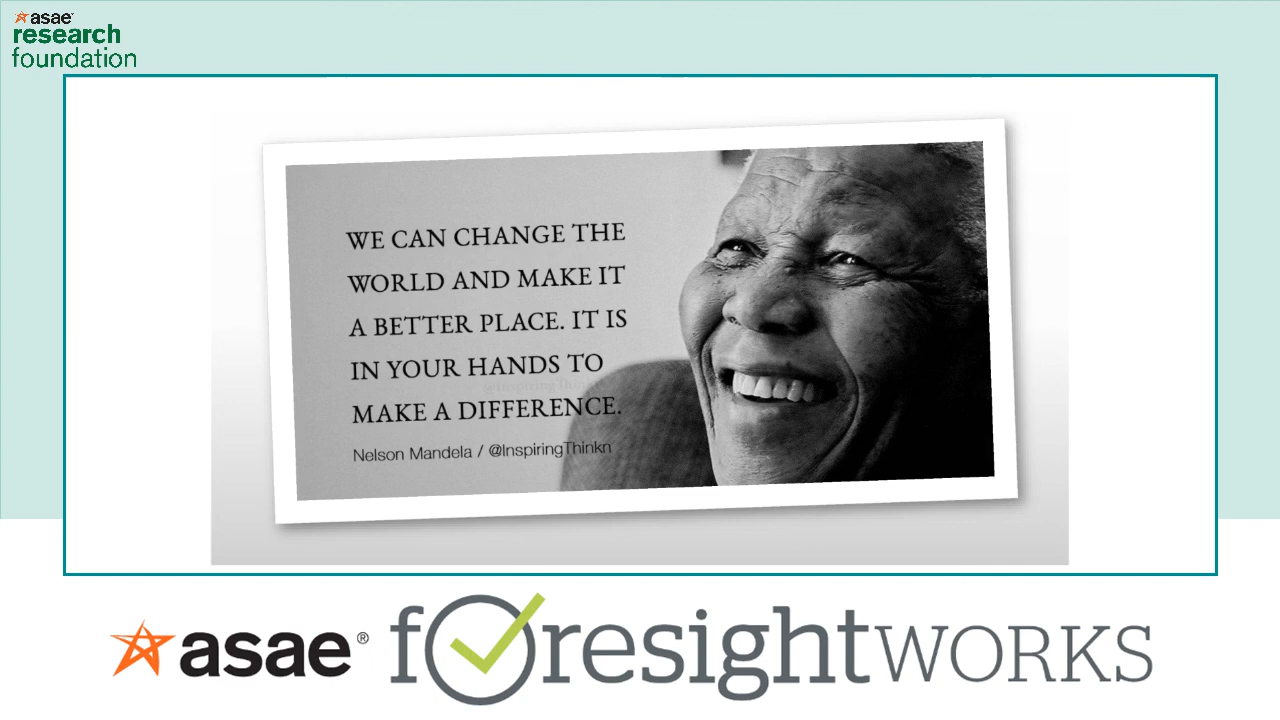 asae
research
foundation
WE CAN CHANGE THE
WORLD AND MAKE IT
A BETTER PLACE. IT IS
IN YOUR HANDS TO
MAKE A DIFFERENCE.
Nelson Mandela / @InspiringThinkn
asae® foresightWORKS